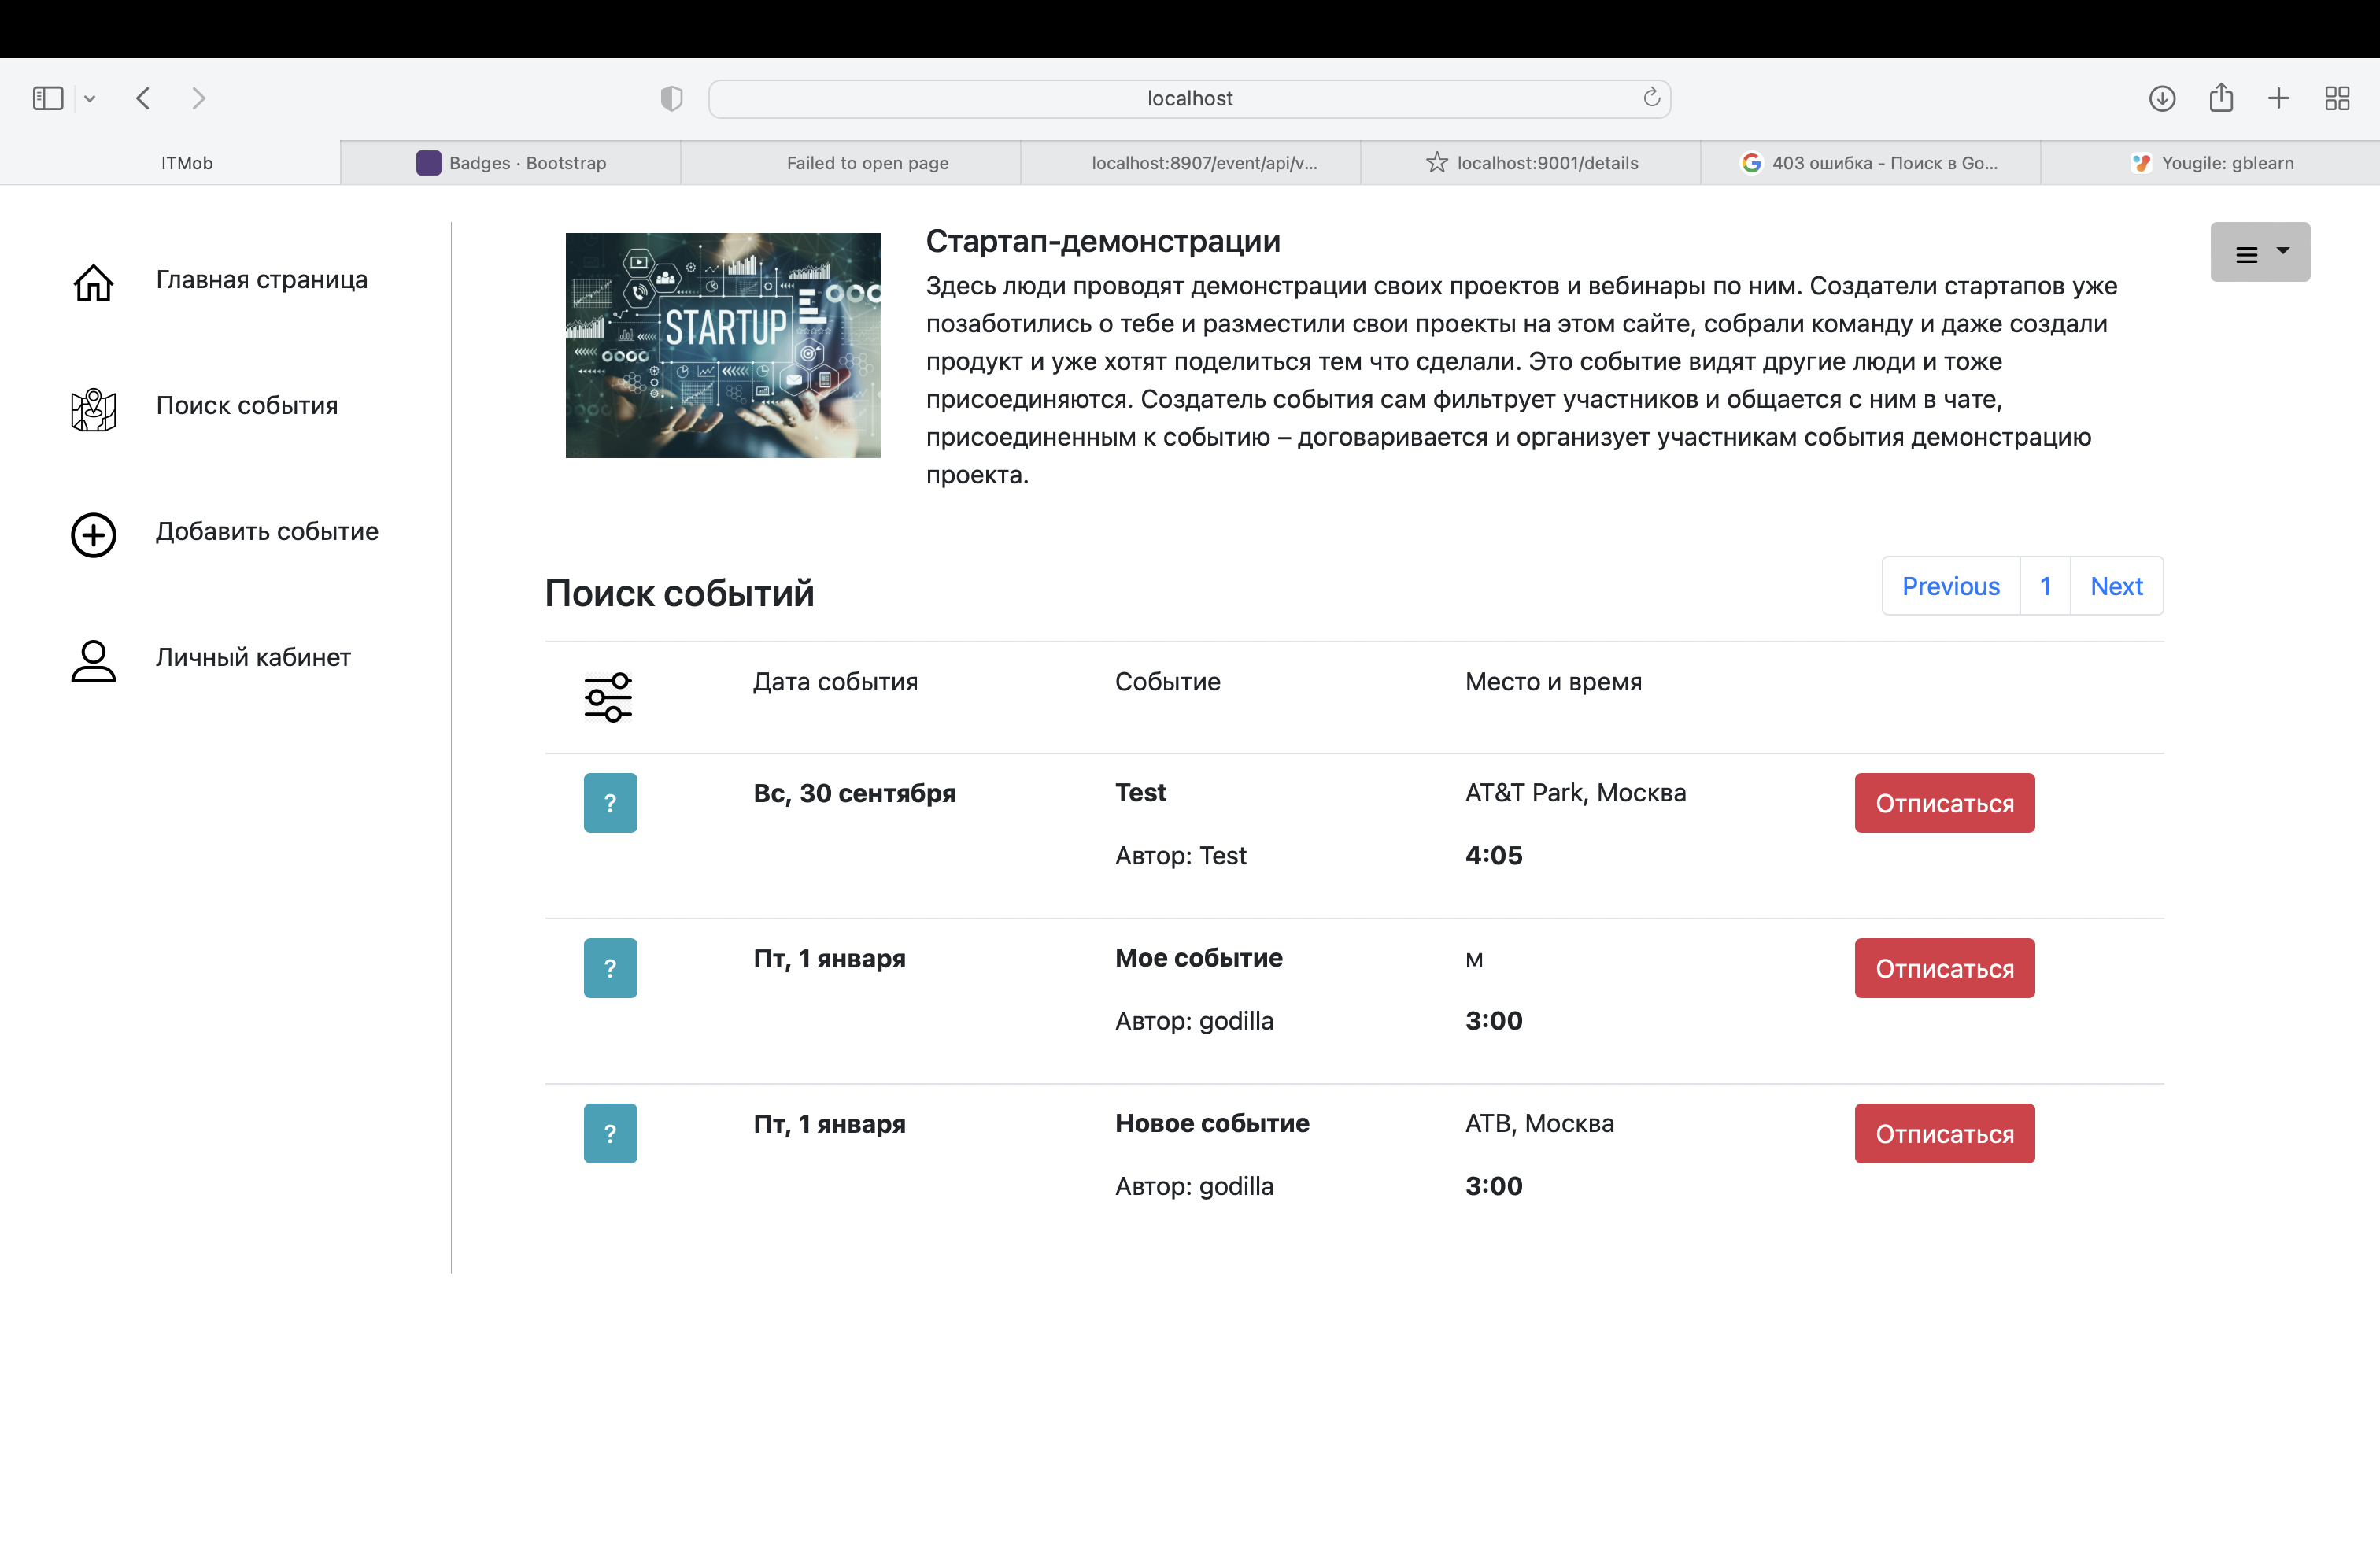 localhost
ITMob
Badges · Bootstrap
Failed to open page
localhost:8907/event/api/v...
localhost:9001/details
403 ошибка - Поиск в Go...
Yougile: gblearn
Главная страница
Поиск события
Добавить событие
Личный кабинет
STARTUP
Стартап-демонстрации
Здесь люди проводят демонстрации своих проектов и вебинары по ним. Создатели стартапов уже
позаботились о тебе и разместили свои проекты на этом сайте, собрали команду и даже создали
продукт и уже хотят поделиться тем что сделали. Это событие видят другие люди и тоже
присоединяются. Создатель события сам фильтрует участников и общается с ним в чате,
присоединенным к событию – договаривается и организует участникам события демонстрацию
проекта.
Поиск событий
Previous 1 Next
Дата события Событие Место и время
? Вс, 30 сентября Test AT&T Park, Москва Отписаться
Автор: Test 4:05
? Пт, 1 января Мое событие м Отписаться
Автор: godilla 3:00
? Пт, 1 января Новое событие АТВ, Москва Отписаться
Автор: godilla 3:00